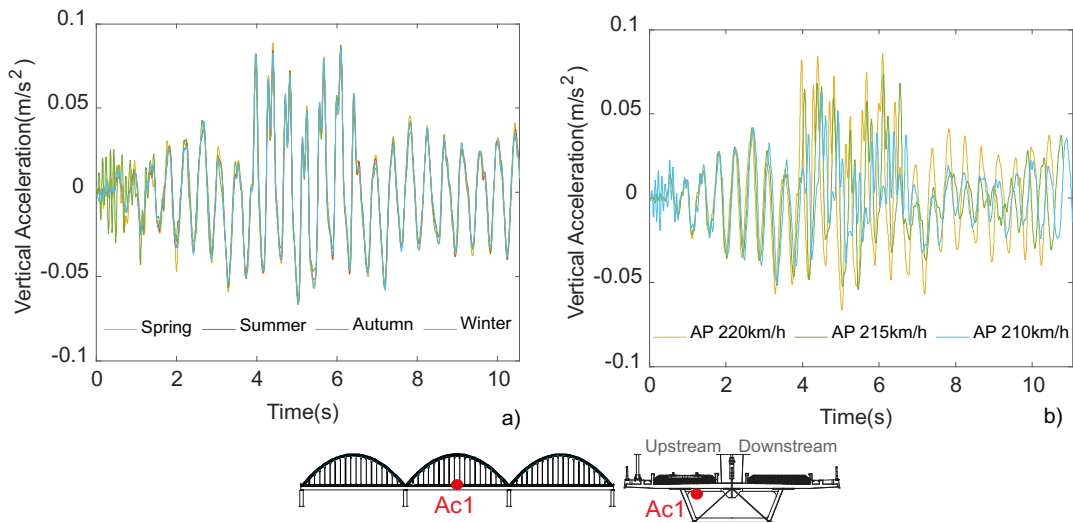 0.1
0.05
0
-0.05
-0.1
Vertical Acceleration(m/s²)
Spring Summer Autumn Winter
0 2 4 6 8 10
Time(s)
a)
0.1
0.05
0
-0.05
-0.1
Vertical Acceleration(m/s²)
AP 220km/h AP 215km/h AP 210km/h
0 2 4 6 8 10
Time(s)
b)
Ac1
Upstream Downstream
Ac1